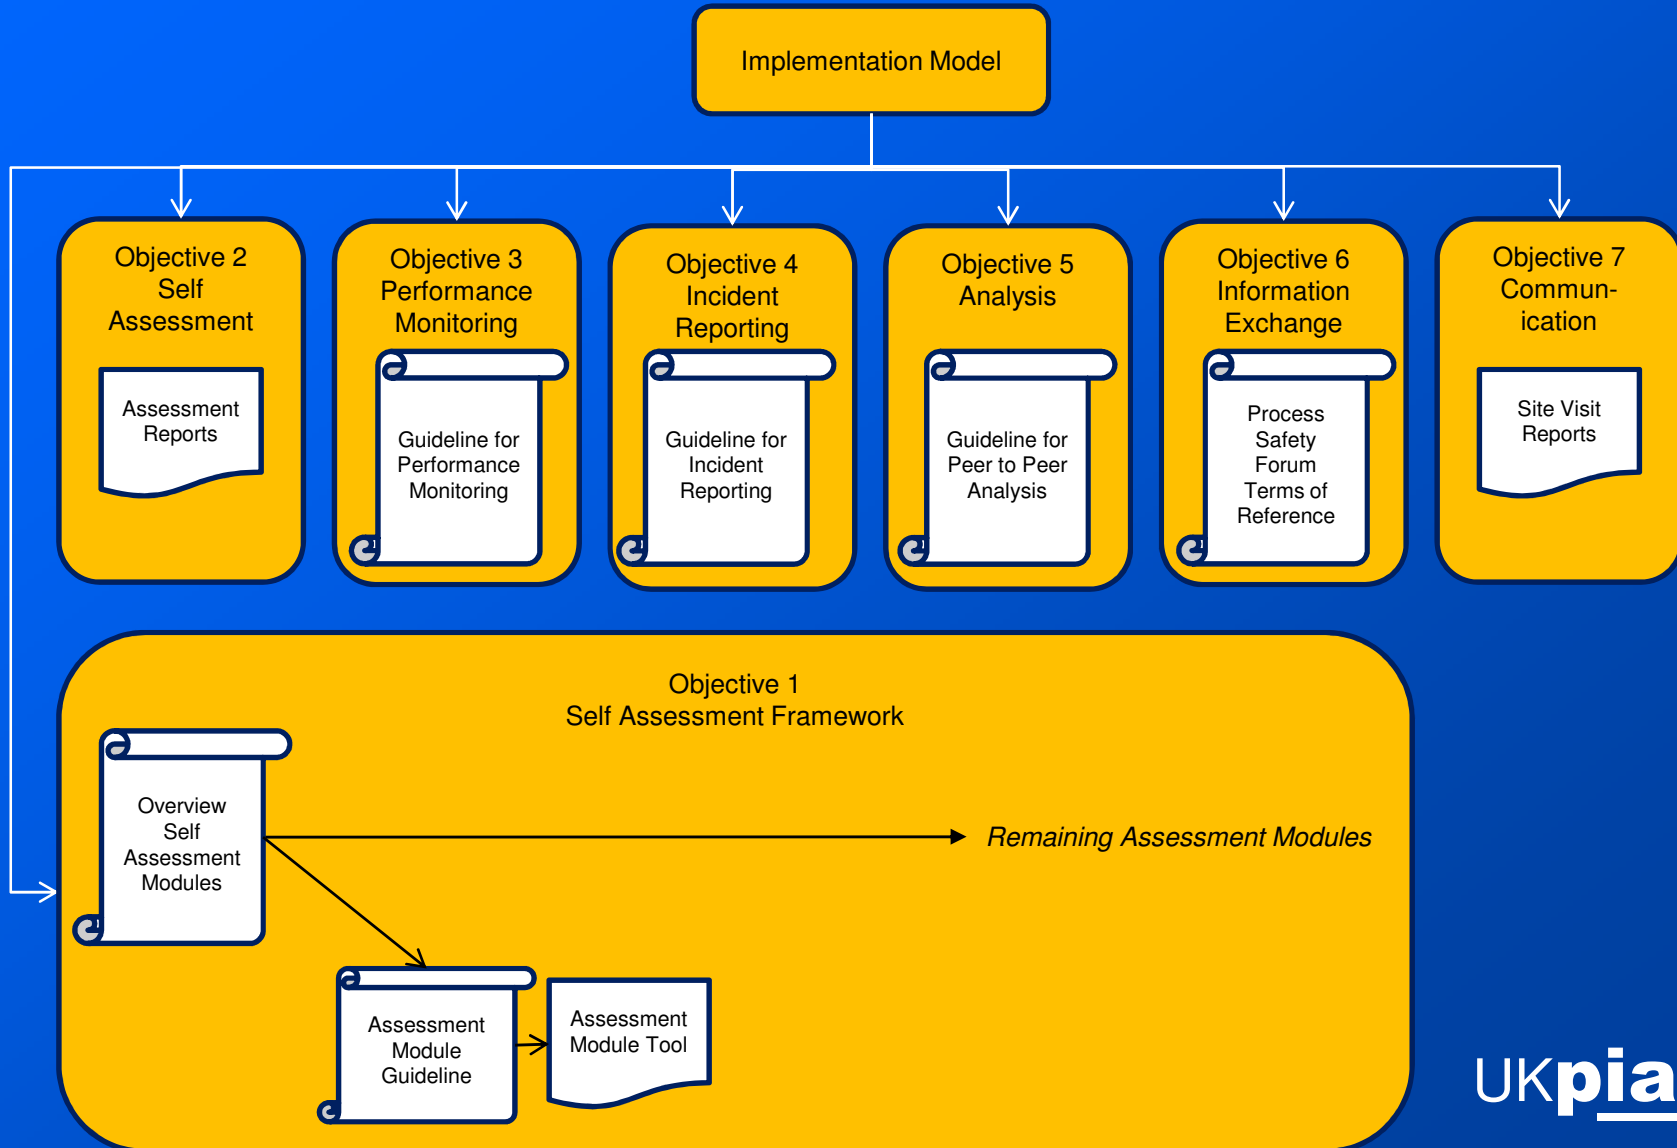 Implementation Model
Objective 2
Self
Assessment
Assessment
Reports
Objective 3
Performance
Monitoring
Guideline for
Performance
Monitoring
Objective 4
Incident
Reporting
Guideline for
Incident
Reporting
Objective 5
Analysis
Guideline for
Peer to Peer
Analysis
Objective 6
Information
Exchange
Process
Safety
Forum
Terms of
Reference
Objective 7
Commun-
ication
Site Visit
Reports
Objective 1
Self Assessment Framework
Overview
Self
Assessment
Modules
Remaining Assessment Modules
Assessment
Module
Guideline
Assessment
Module Tool
UKpia